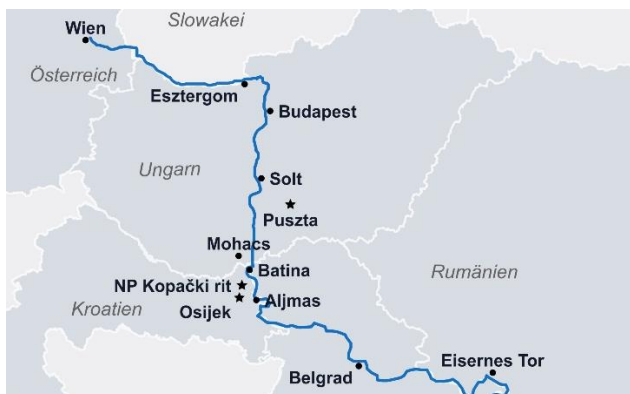 Slowakei
Wien
Österreich
Esztergom
Budapest
Ungarn
Solt
Puszta
Mohacs
Batina
Rumänien
NP Kopački rit
Aljmas
Kroatien
Osijek
Eisernes Tor
Belgrad